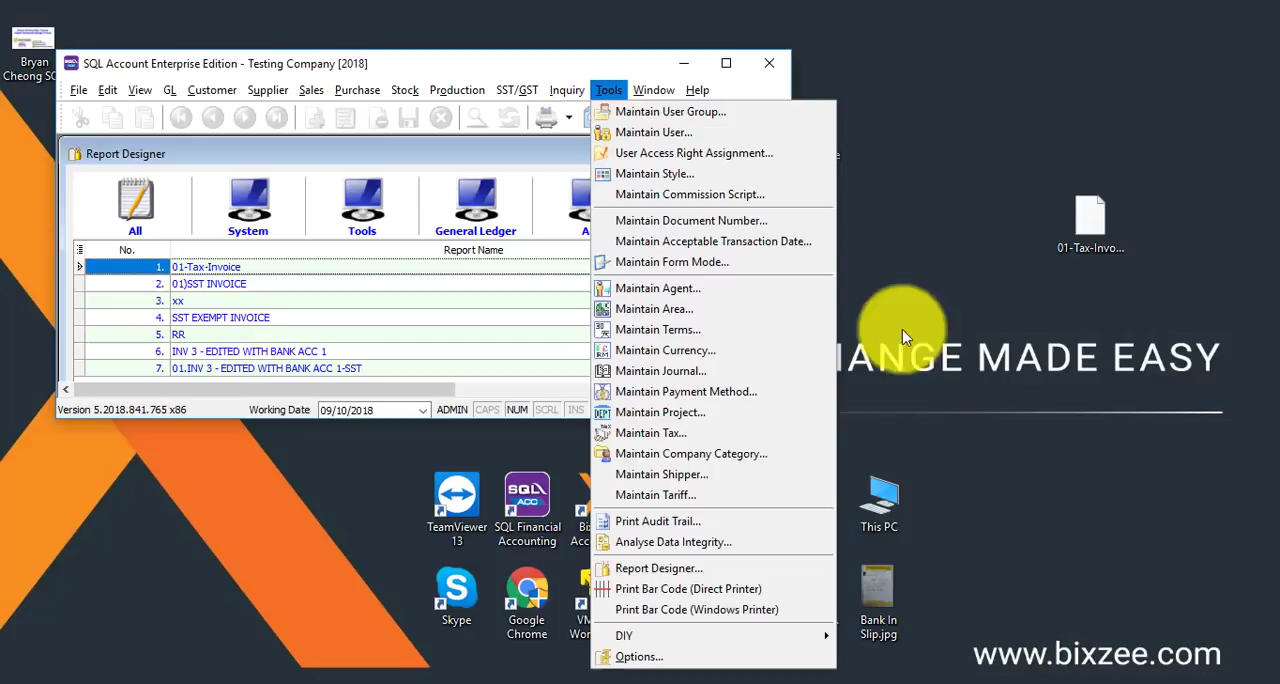 Bryan
Cheong SQ
SQL Account Enterprise Edition - Testing Company [2018]
File Edit View GL Customer Supplier Sales Purchase Stock Production SST/GST Inquiry Tools Window Help
Report Designer
All System Tools General Ledger A
No. Report Name
1. 01-Tax-Invoice
2. 01)SST INVOICE
3. xx
4. SST EXEMPT INVOICE
5. RR
6. INV 3 - EDITED WITH BANK ACC 1
7. 01.INV 3 - EDITED WITH BANK ACC 1-SST
Version 5.2018.841.765 x86 Working Date 09/10/2018 ADMIN CAPS NUM SCRL INS
Maintain User Group...
Maintain User...
User Access Right Assignment...
Maintain Style...
Maintain Commission Script...
Maintain Document Number...
Maintain Acceptable Transaction Date...
Maintain Form Mode...
Maintain Agent...
Maintain Area...
Maintain Terms...
Maintain Currency...
Maintain Journal...
Maintain Payment Method...
Maintain Project...
Maintain Tax...
Maintain Company Category...
Maintain Shipper...
Maintain Tariff...
Print Audit Trail...
Analyse Data Integrity...
Report Designer...
Print Bar Code (Direct Printer)
Print Bar Code (Windows Printer)
DIY
Options...
01-Tax-Invo...
HANGE MADE EASY
TeamViewer
13
SQL
ACC
SQL Financial
Accounting
Skype
Google
Chrome
This PC
Bank In
Slip.jpg
www.bixzee.com